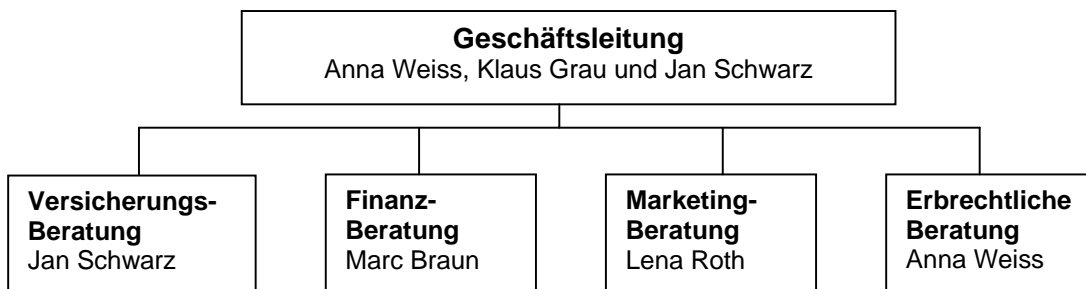 Geschäftsleitung
Anna Weiss, Klaus Grau und Jan Schwarz
Versicherungs-
Beratung
Jan Schwarz
Finanz-
Beratung
Marc Braun
Marketing-
Beratung
Lena Roth
Erbrechtliche
Beratung
Anna Weiss